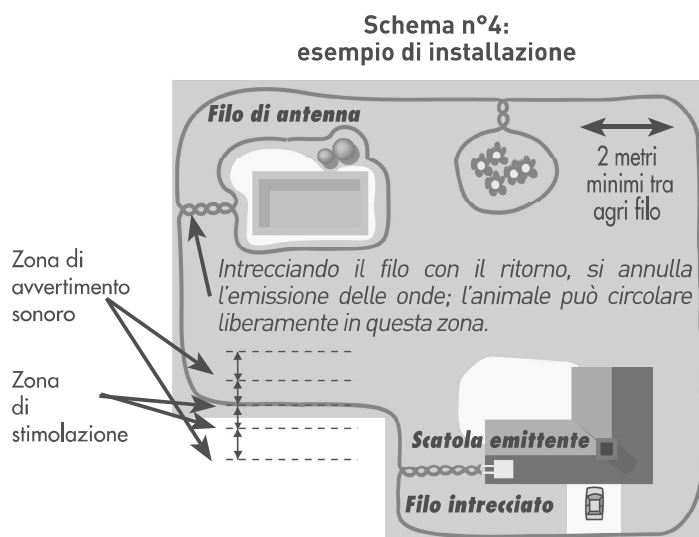 Schema n°4:
esempio di installazione
Filo di antenna
2 metri
minimi tra
agri filo
Intrecciando il filo con il ritorno, si annulla
l'emissione delle onde; l'animale può circolare
liberamente in questa zona.
Zona di
avvertimento
sonoro
Zona
di
stimolazione
Scatola emittente
Filo intrecciato